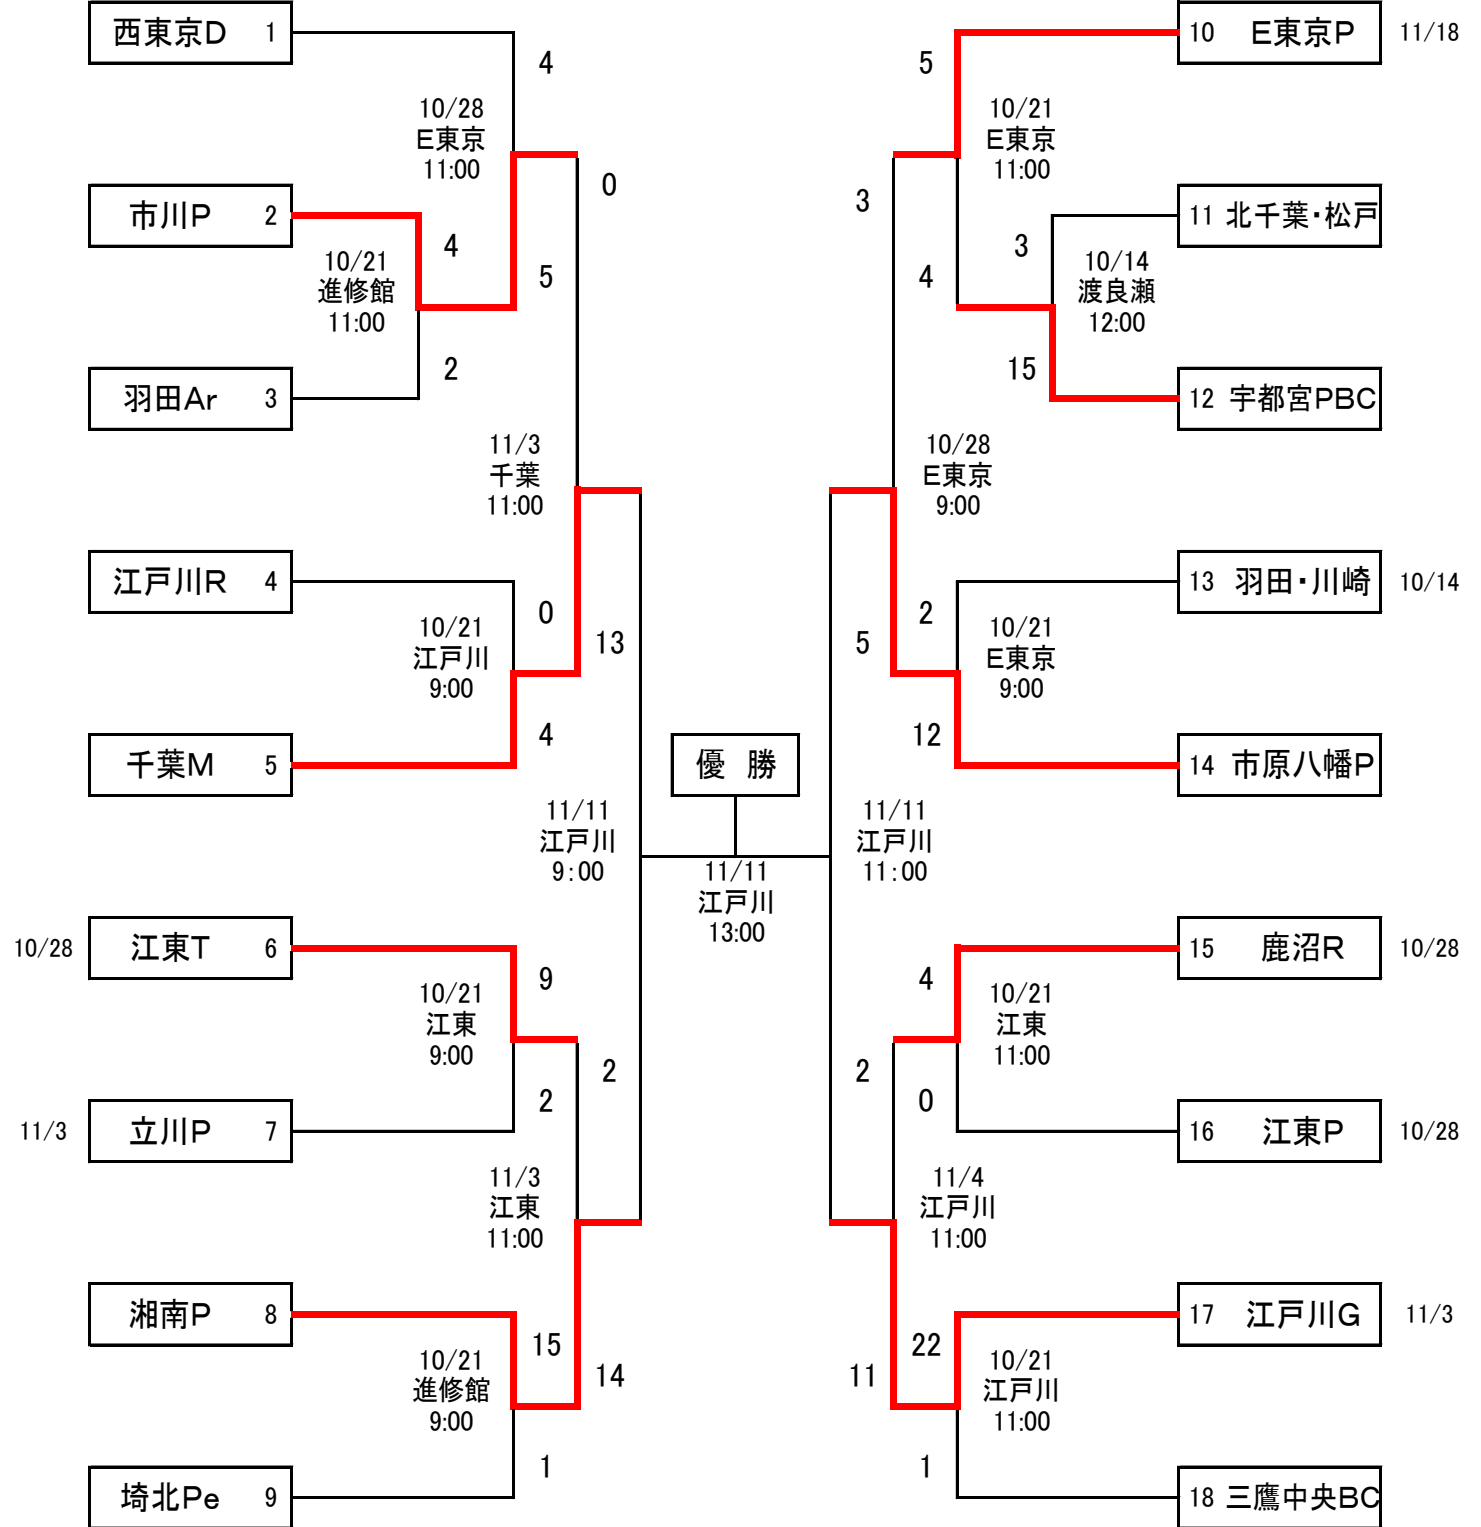 西東京D 1
4
10/28
E東京
11:00
0
市川P 2
4
10/21
進修館
11:00
5
2
羽田Ar 3
11/3
千葉
11:00
江戸川R 4
0
10/21
江戸川
9:00
13
4
千葉M 5
11/11
江戸川
9:00
10/28
江東T 6
9
10/21
江東
9:00
2
2
11/3
立川P 7
11/3
江東
11:00
湘南P 8
15
14
10/21
進修館
9:00
1
埼北Pe 9
優 勝
11/11
江戸川
13:00
10 E東京P
11/18
5
10/21
E東京
11:00
3
11 北千葉・松戸
3
10/14
渡良瀬
12:00
4
15
12 宇都宮PBC
10/28
E東京
9:00
13 羽田・川崎
10/14
2
10/21
E東京
9:00
5
12
14 市原八幡P
11/11
江戸川
11:00
15 鹿沼R
10/28
4
10/21
江東
11:00
2
0
16 江東P
10/28
11/4
江戸川
11:00
17 江戸川G
11/3
22
11
10/21
江戸川
11:00
1
18 三鷹中央BC